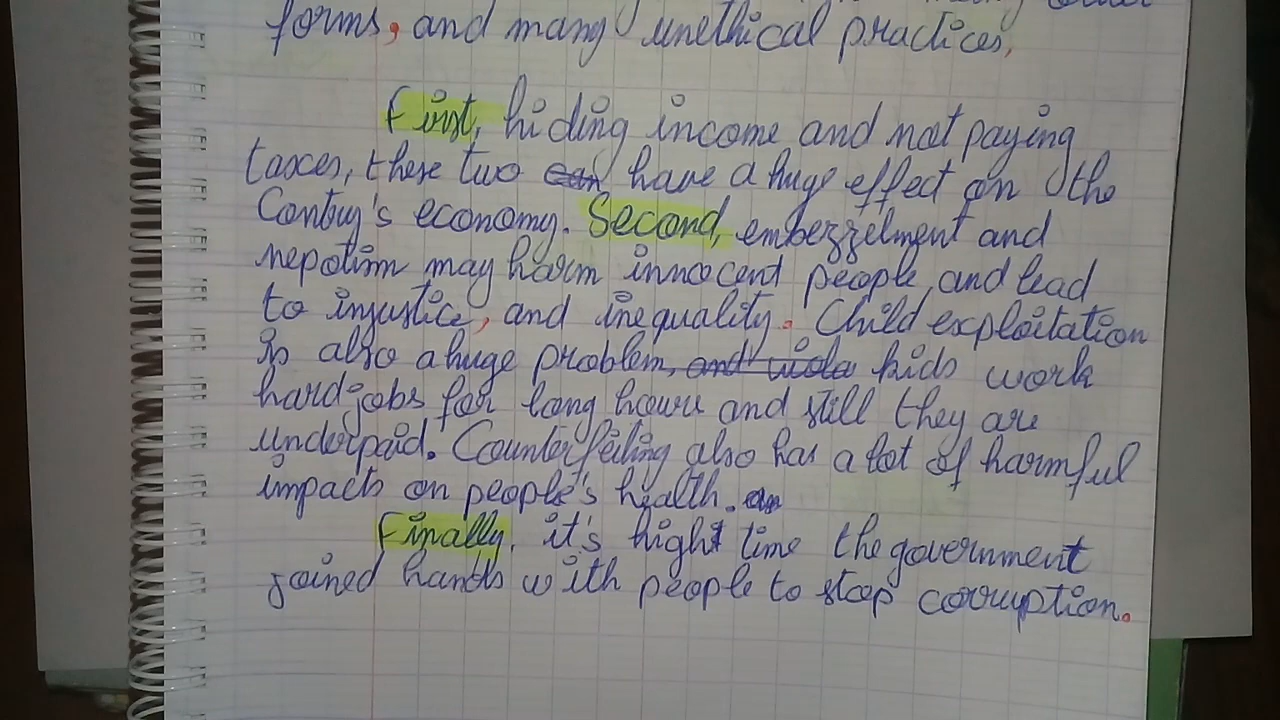 forms, and many unethical practices,
First, hiding income and not paying
taxes, these two can have a huge effect on the
Contry's economy. Second, embezzelment and
nepotism may harm innocent people, and lead
to injustice, and inequality. Child exploitation
is also a huge problem, and kids work
hard jobs for long hours and still they are
underpaid. Counterfeiting also has a lot of harmful
impacts on people's health.
Finally, it's hight time the government
joined hands with people to stop corruption.